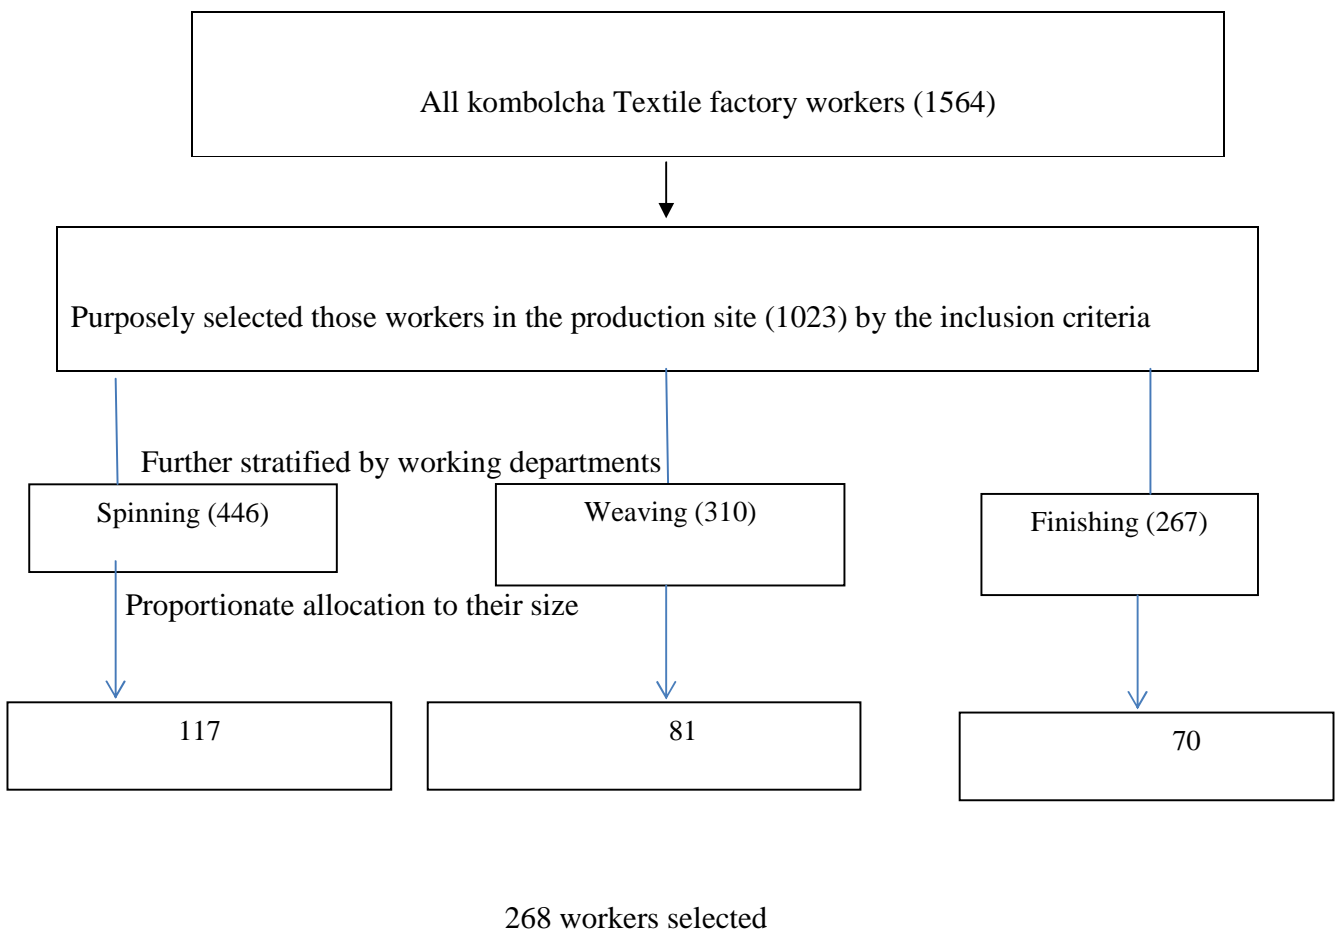 All kombolcha Textile factory workers (1564)
Purposely selected those workers in the production site (1023) by the inclusion criteria
Further stratified by working departments
Spinning (446)
Weaving (310)
Finishing (267)
Proportionate allocation to their size
117
81
70
268 workers selected